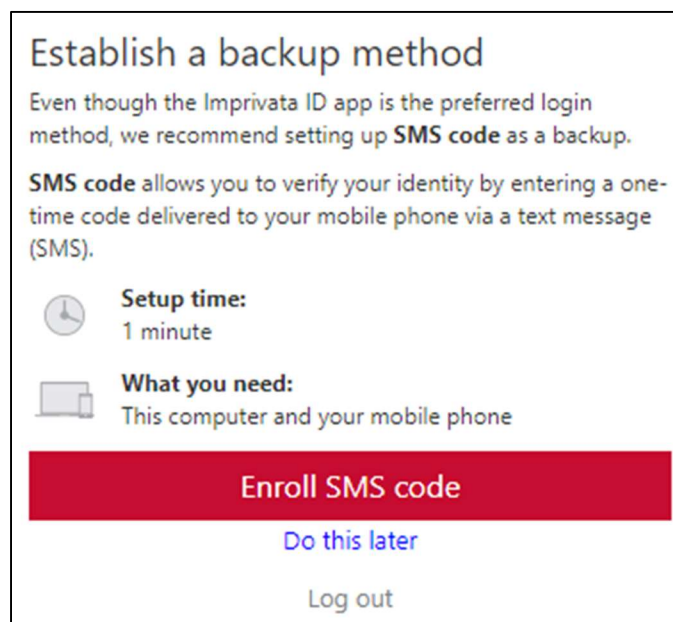 Establish a backup method
Even though the Imprivata ID app is the preferred login
method, we recommend setting up SMS code as a backup.
SMS code allows you to verify your identity by entering a one-
time code delivered to your mobile phone via a text message
(SMS).
Setup time:
1 minute
What you need:
This computer and your mobile phone
Enroll SMS code
Do this later
Log out